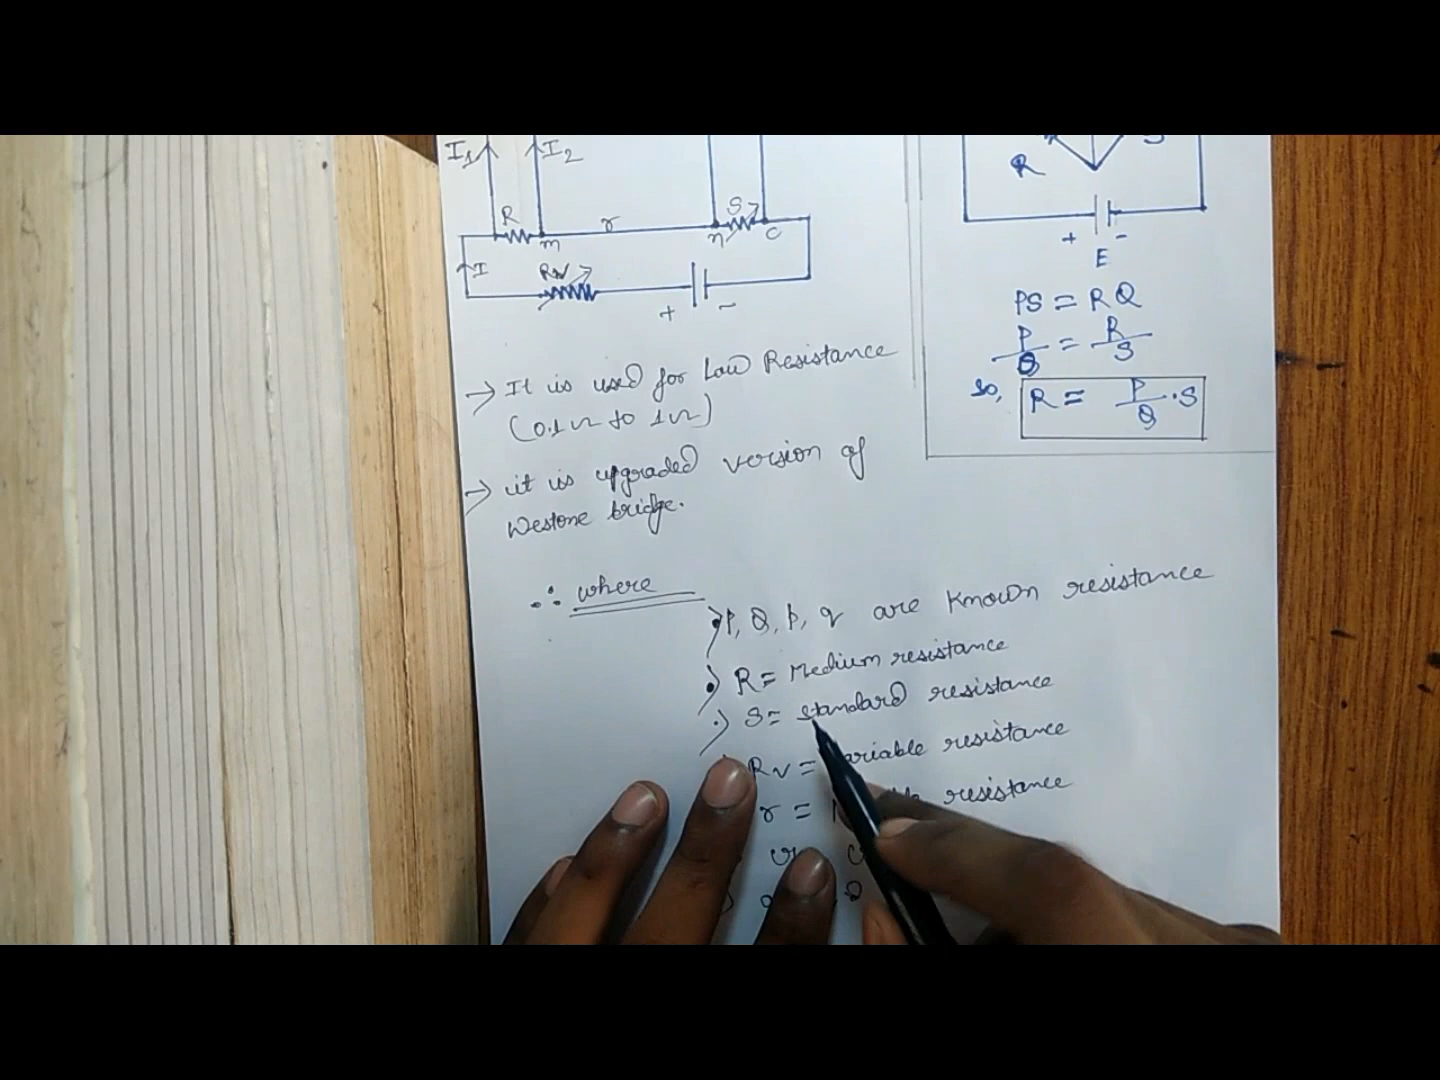 I1 I2
R m r n S C
I RV
+ -
→ It is used for Low Resistance
(0.1Ω to 1Ω)
→ it is upgraded version of
Westone bridge.
∴ where
P, Q, p, q are known resistance
R = Medium resistance
S = standard resistance
RV = variable resistance
r = resistance
R S
+ -
E
PS = RQ
P/Q = R/S
So, R = P/Q . S